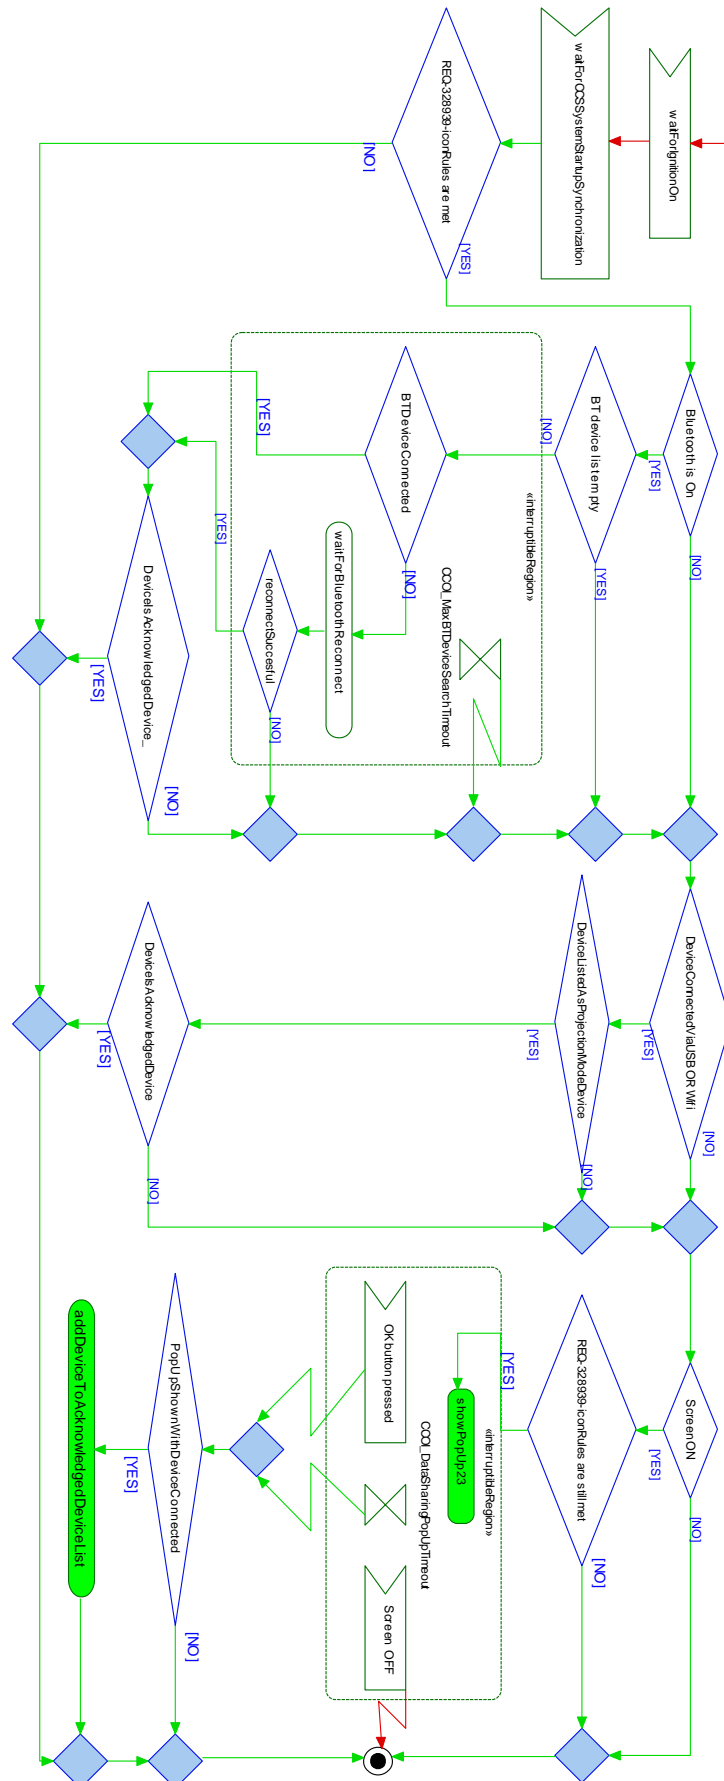 waitForIgnitionOn
waitForCCSSystemStartupSynchronization
REQ-328939-iconRules are met
[YES]
[NO]
Bluetooth is On
[YES]
[NO]
BT device list empty
[NO]
[YES]
«interruptibleRegion»
BTDeviceConnected
[YES]
[NO]
CCOI_MaxBTDeviceSearchTimeout
waitForBluetoothReconnect
reconnectSuccesful
[YES]
[NO]
DeviceIsAcknowledgedDevice_
[YES]
[NO]
DeviceConnectedViaUSB OR Wifi
[YES]
[NO]
DeviceListedAsProjectionModeDevice
[YES]
[NO]
DeviceIsAcknowledgedDevice
[YES]
[NO]
ScreenON
[YES]
[NO]
REQ-328939-iconRules are still met
[YES]
[NO]
«interruptibleRegion»
showPopUp23
OK button pressed
CCOI_DataSharingPopUpTimeout
Screen OFF
PopUpShownWithDeviceConnected
[YES]
[NO]
addDeviceToAcknowledgedDeviceList